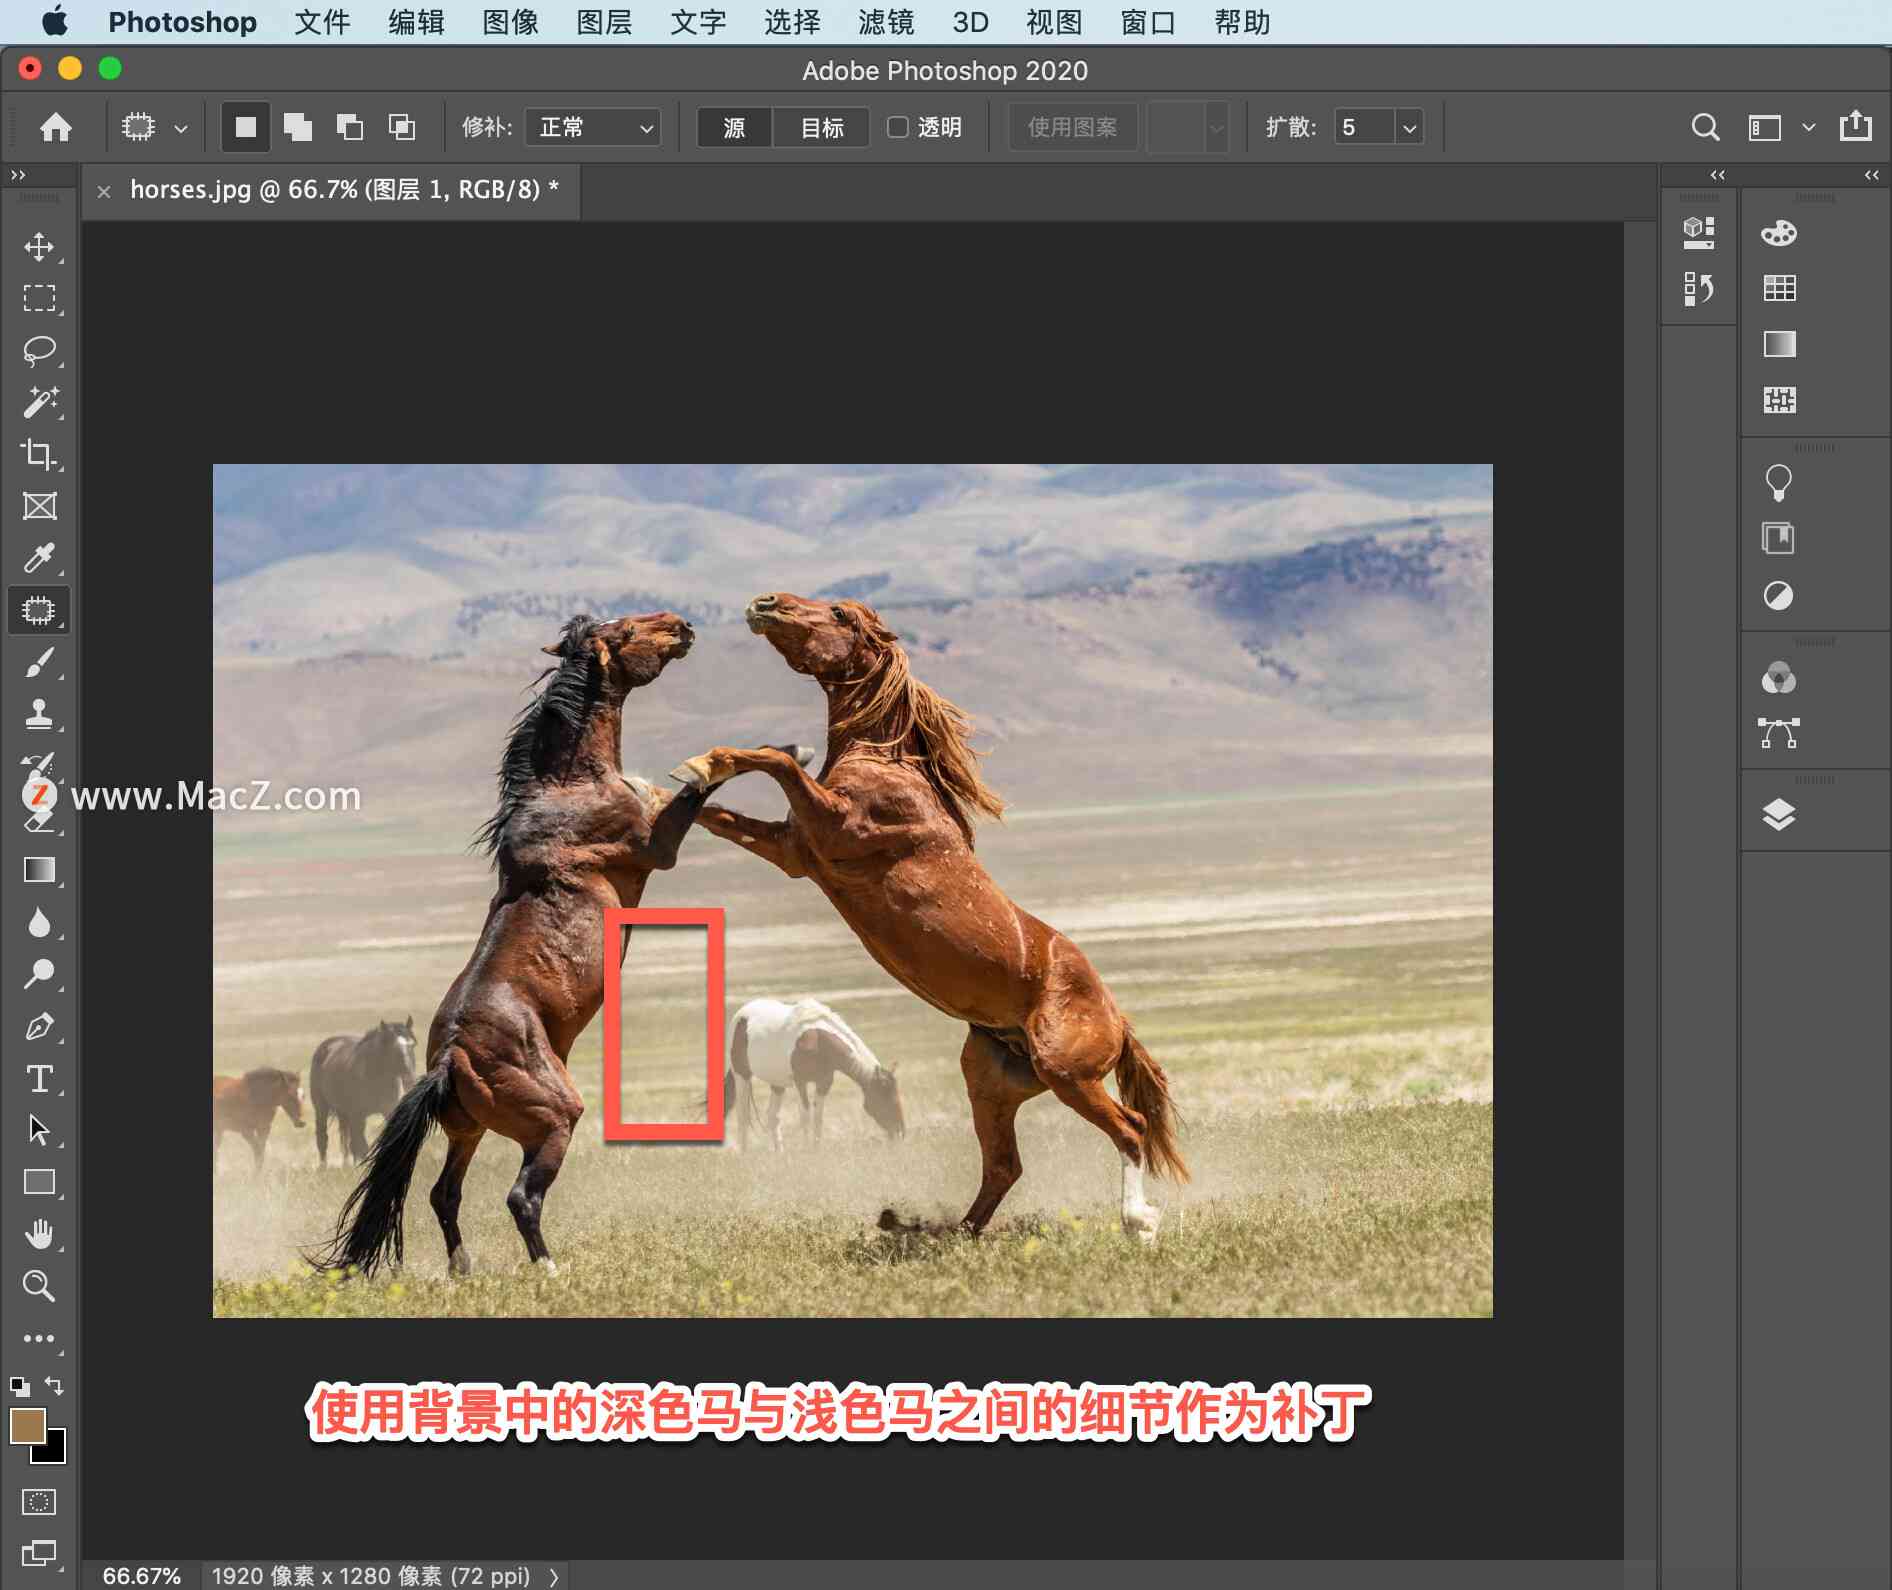 Photoshop 文件 编辑 图像 图层 文字 选择 滤镜 3D 视图 窗口 帮助
Adobe Photoshop 2020
修补: 正常 源 目标 透明 使用图案 扩散: 5
horses.jpg @ 66.7% (图层 1, RGB/8) *
Z www.MacZ.com
使用背景中的深色马与浅色马之间的细节作为补丁
66.67% 1920 像素 x 1280 像素 (72 ppi)